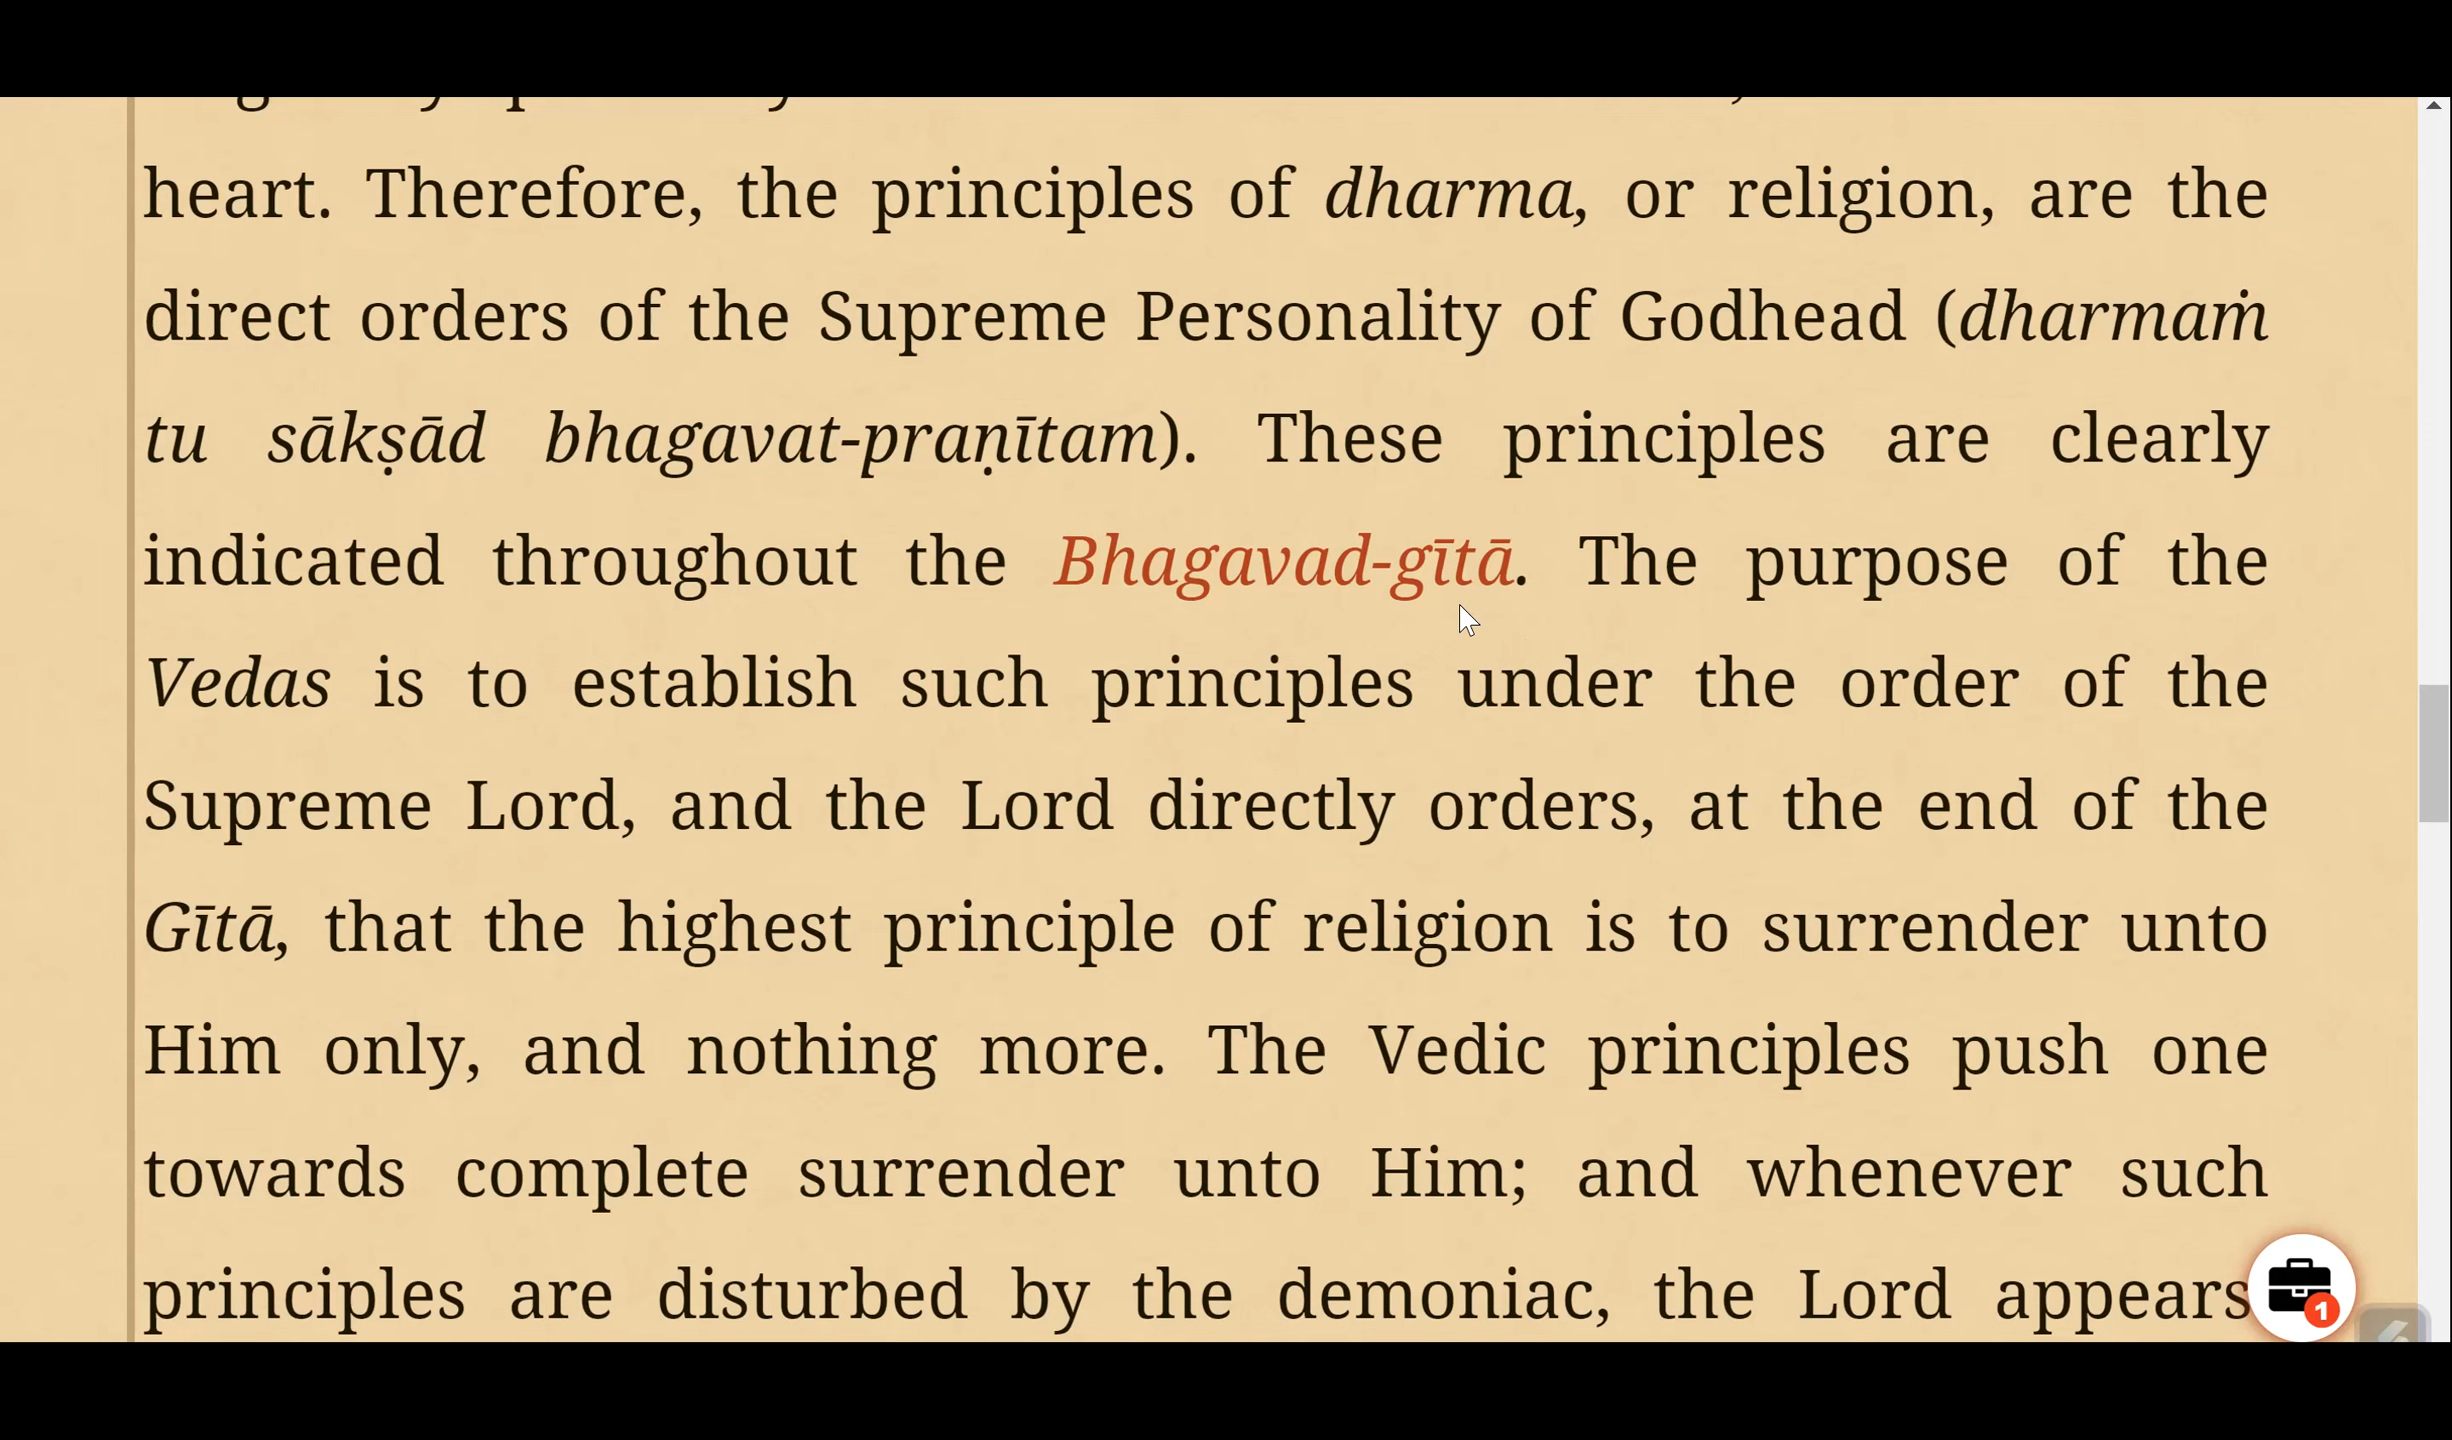 heart. Therefore, the principles of dharma, or religion, are the
direct orders of the Supreme Personality of Godhead (dharmaṁ
tu sākṣād bhagavat-praṇītam). These principles are clearly
indicated throughout the Bhagavad-gītā. The purpose of the
Vedas is to establish such principles under the order of the
Supreme Lord, and the Lord directly orders, at the end of the
Gītā, that the highest principle of religion is to surrender unto
Him only, and nothing more. The Vedic principles push one
towards complete surrender unto Him; and whenever such
principles are disturbed by the demoniac, the Lord appears
1